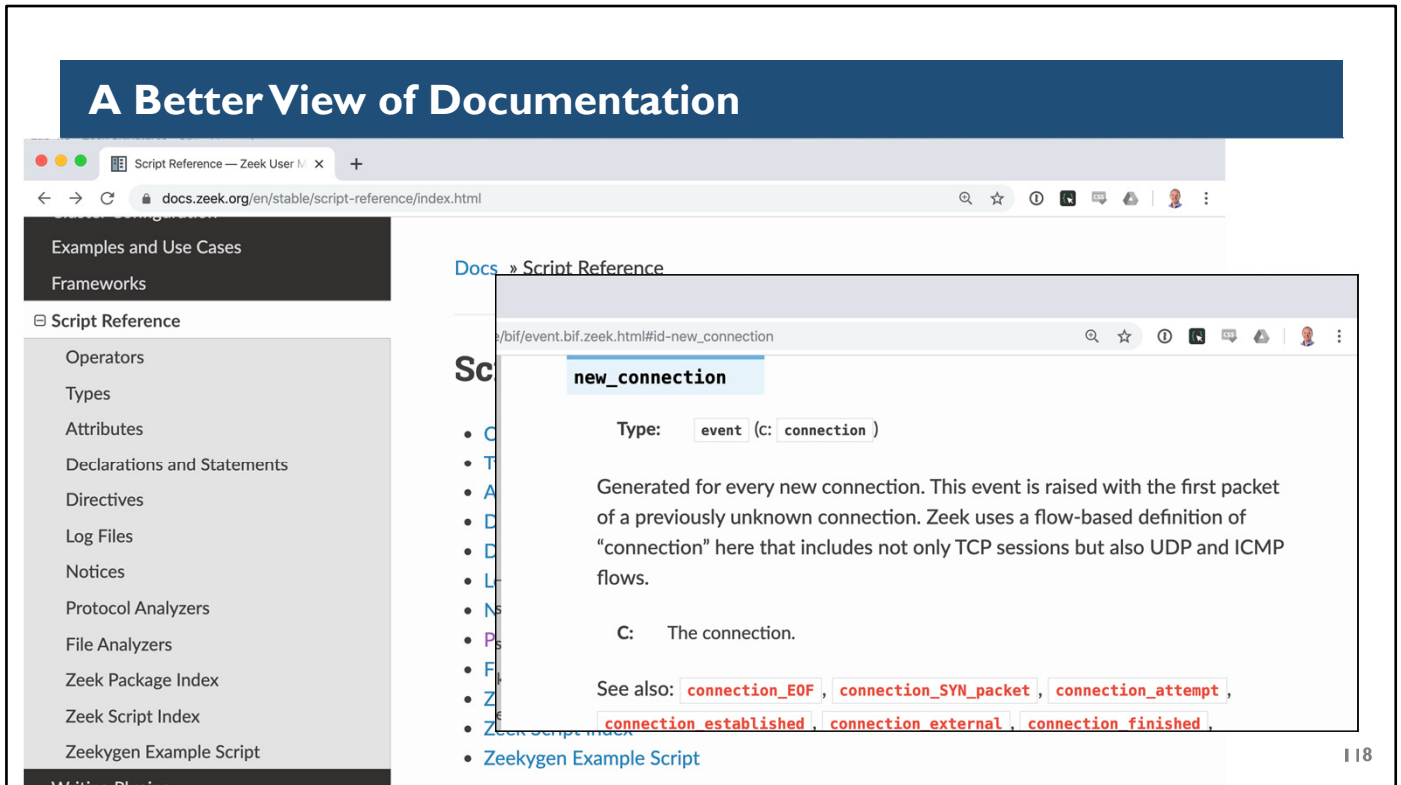 A Better View of Documentation
Script Reference — Zeek User M
docs.zeek.org/en/stable/script-reference/index.html
Examples and Use Cases
Frameworks
Script Reference
Operators
Types
Attributes
Declarations and Statements
Directives
Log Files
Notices
Protocol Analyzers
File Analyzers
Zeek Package Index
Zeek Script Index
Zeekygen Example Script
Docs » Script Reference
Sc
Zeek Script Index
Zeekygen Example Script
/bif/event.bif.zeek.html#id-new_connection
new_connection
Type: event (c: connection)
Generated for every new connection. This event is raised with the first packet
of a previously unknown connection. Zeek uses a flow-based definition of
“connection” here that includes not only TCP sessions but also UDP and ICMP
flows.
C: The connection.
See also: connection_EOF, connection_SYN_packet, connection_attempt,
connection_established, connection_external, connection_finished,
118